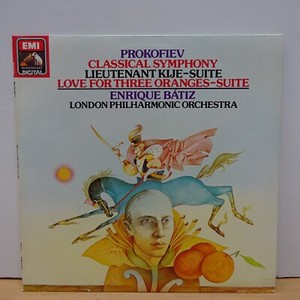 EMI
DIGITAL
PROKOFIEV
CLASSICAL SYMPHONY
LIEUTENANT KIJE-SUITE
LOVE FOR THREE ORANGES-SUITE
ENRIQUE BÁTIZ
LONDON PHILHARMONIC ORCHESTRA